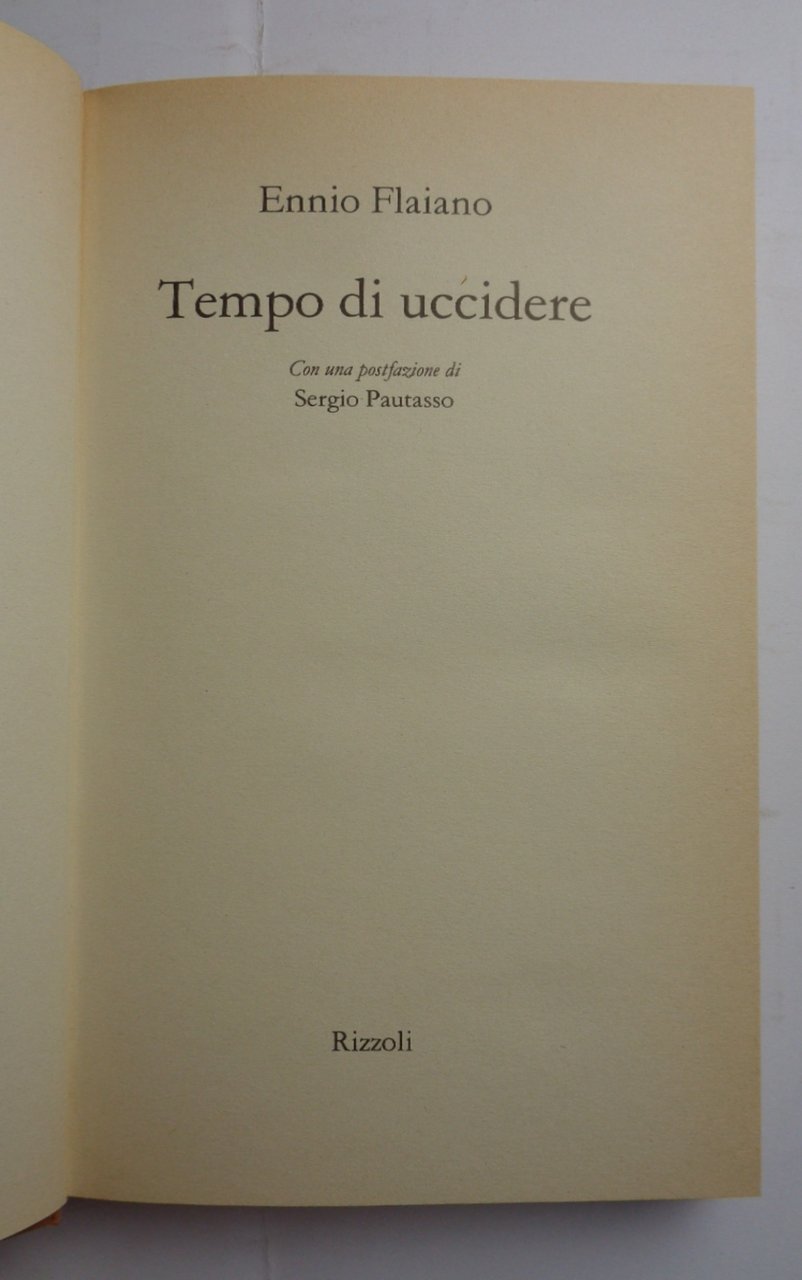 Ennio Flaiano
Tempo di uccidere
Con una postfazione di
Sergio Pautasso
Rizzoli